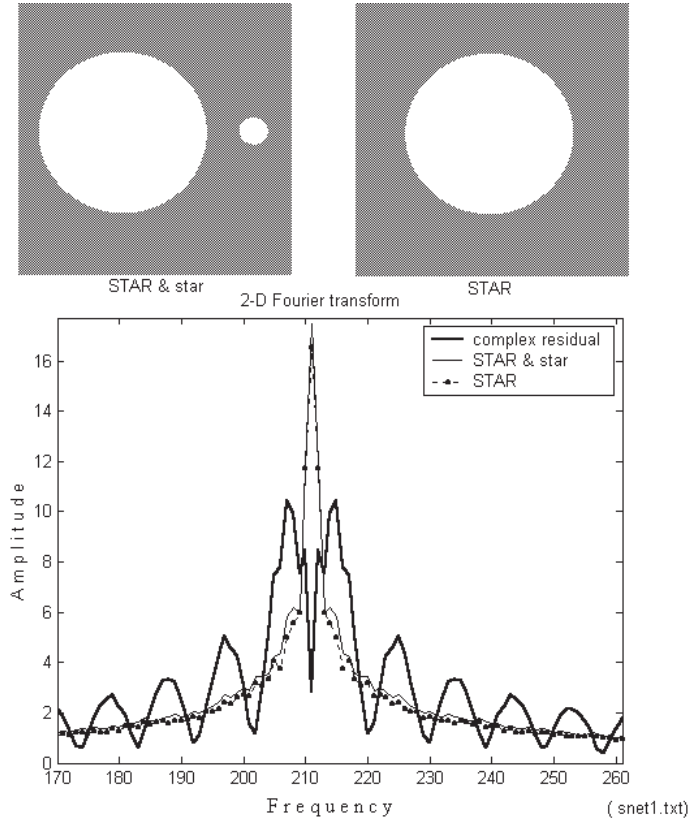 STAR & star
STAR
2-D Fourier transform
complex residual
STAR & star
STAR
16
14
12
10
8
6
4
2
0
Amplitude
170 180 190 200 210 220 230 240 250 260
Frequency
( snet1.txt)